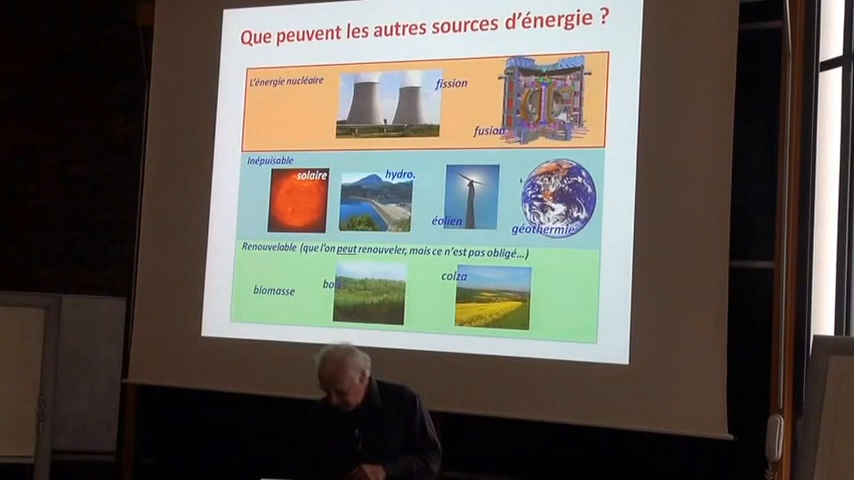 Que peuvent les autres sources d'énergie ?
L'énergie nucléaire
fission
fusion
Inépuisable
solaire
hydro.
éolien
géothermie
Renouvelable (que l'on peut renouveler, mais ce n'est pas obligé...)
biomasse
bois
colza